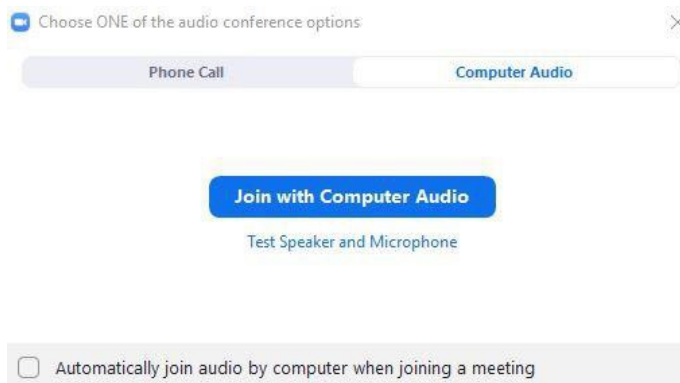 Choose ONE of the audio conference options
Phone Call
Computer Audio
Join with Computer Audio
Test Speaker and Microphone
Automatically join audio by computer when joining a meeting